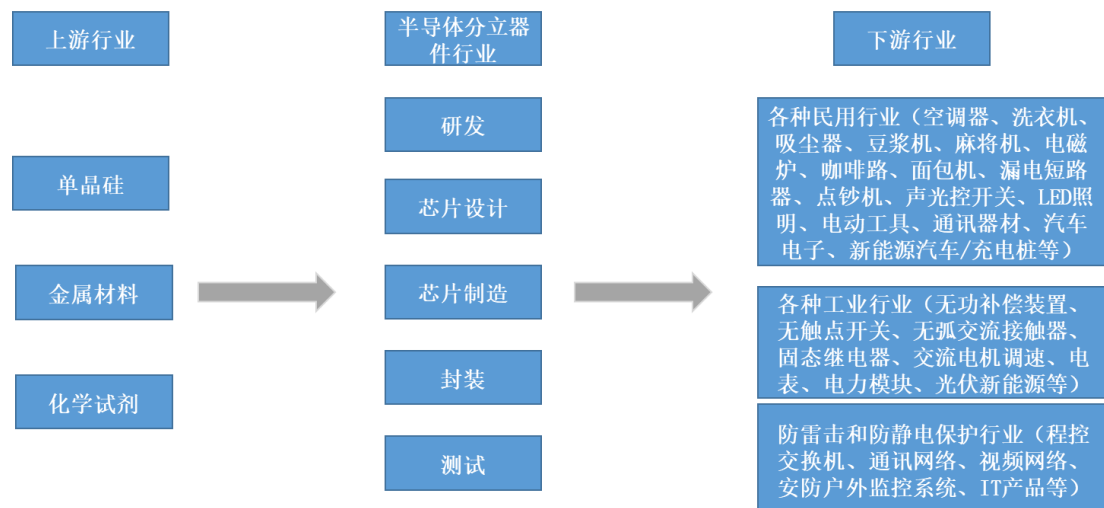 上游行业
单晶硅
金属材料
化学试剂
半导体分立器
件行业
研发
芯片设计
芯片制造
封装
测试
下游行业
各种民用行业（空调器、洗衣机、
吸尘器、豆浆机、麻将机、电磁
炉、咖啡路、面包机、漏电短路
器、点钞机、声光控开关、LED照
明、电动工具、通讯器材、汽车
电子、新能源汽车/充电桩等）
各种工业行业（无功补偿装置、
无触点开关、无弧交流接触器、
固态继电器、交流电机调速、电
表、电力模块、光伏新能源等）
防雷击和防静电保护行业（程控
交换机、通讯网络、视频网络、
安防户外监控系统、IT产品等）